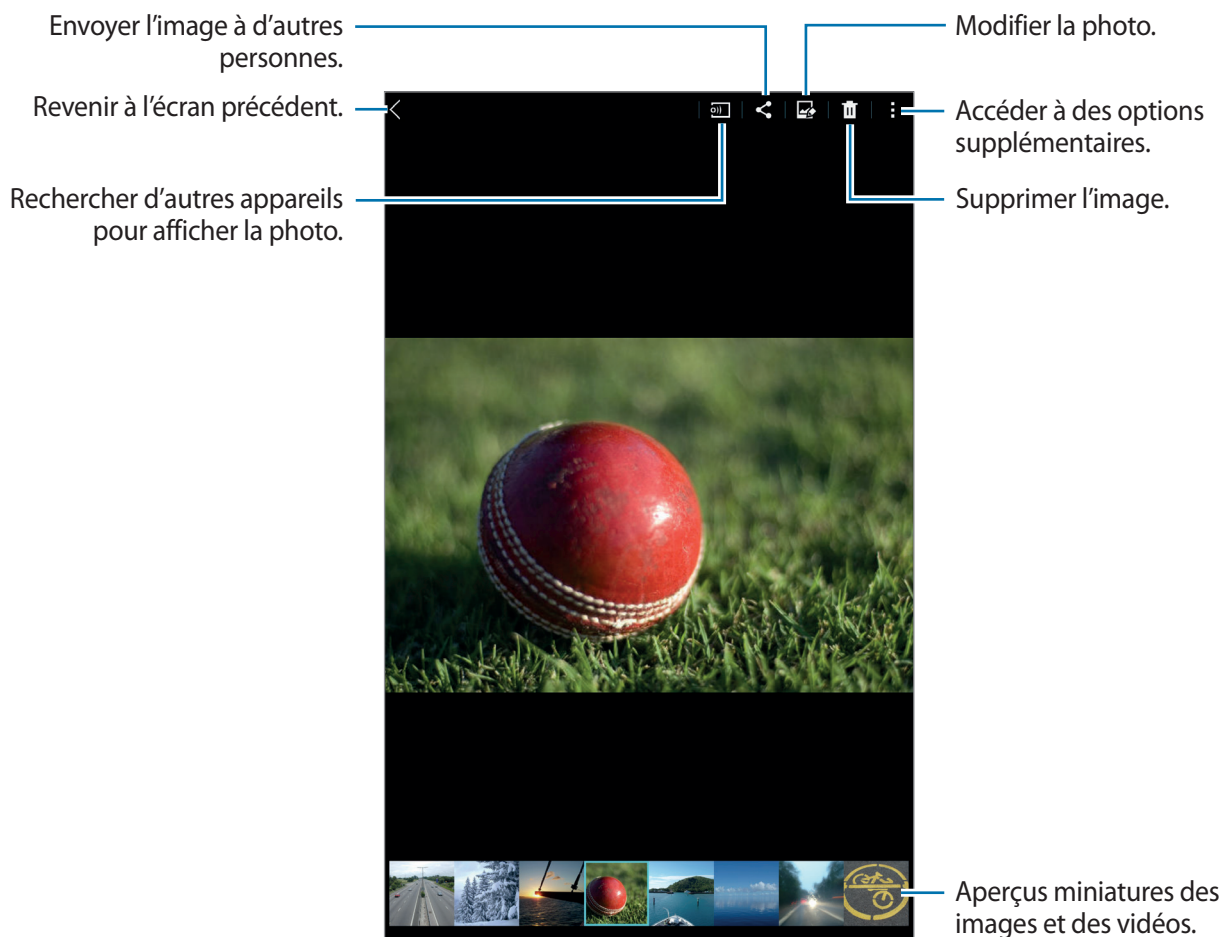 Envoyer l’image à d’autres
personnes.
Modifier la photo.
Revenir à l’écran précédent.
Accéder à des options
supplémentaires.
Rechercher d’autres appareils
pour afficher la photo.
Supprimer l’image.
Aperçus miniatures des
images et des vidéos.